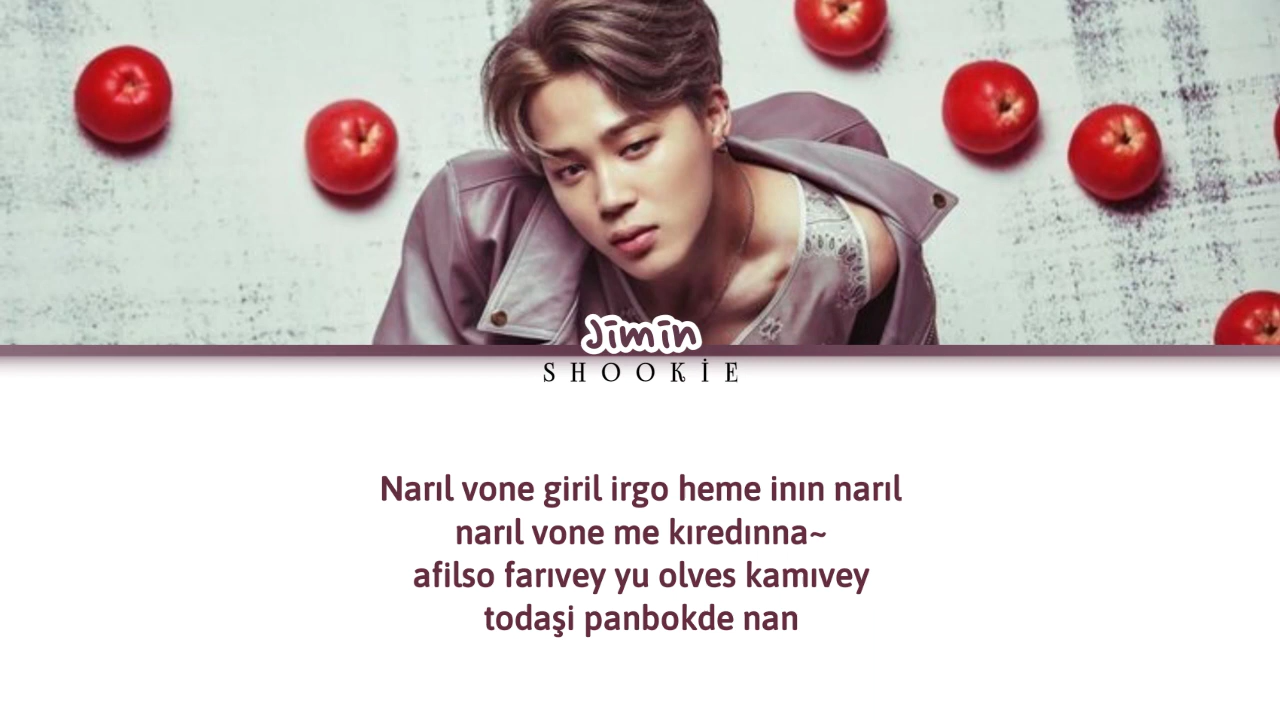 Jimin
SHOOKİE
Narıl vone giril irgo heme inın narıl
narıl vone me kıredınna~
afilso farıvey yu olves kamıvey
todaşi panbokde nan